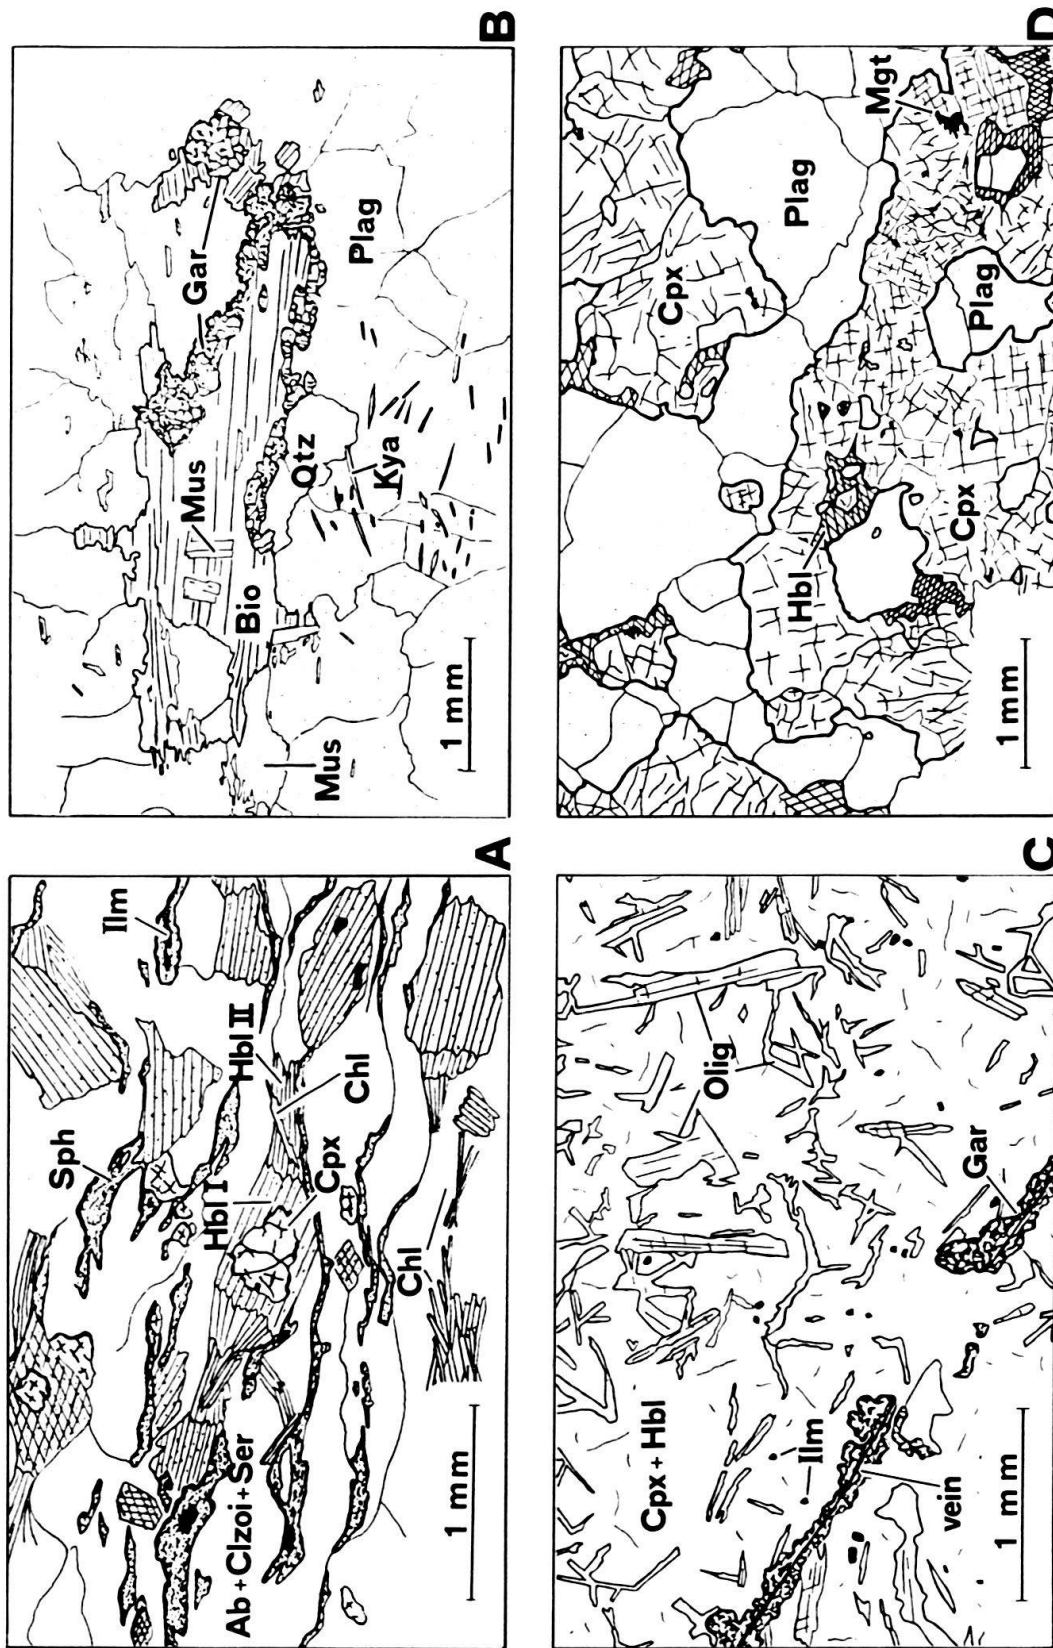 Ilm
Sph
Hbl I
Hbl II
Cpx
Chl
Chl
Ab + Clzoi + Ser
1 mm
A
Gar
Mus
Bio
Qtz
Plag
Kya
Mus
1 mm
B
Cpx + Hbl
Olig
Ilm
Gar
vein
1 mm
C
Cpx
Plag
Mgt
Hbl
Plag
Cpx
1 mm
D